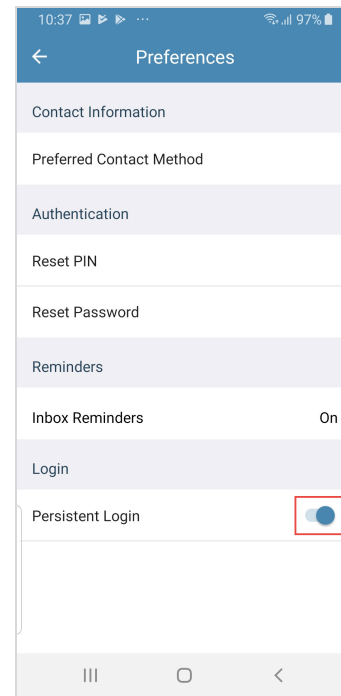 10:37 ... 97%
Preferences
Contact Information
Preferred Contact Method
Authentication
Reset PIN
Reset Password
Reminders
Inbox Reminders On
Login
Persistent Login